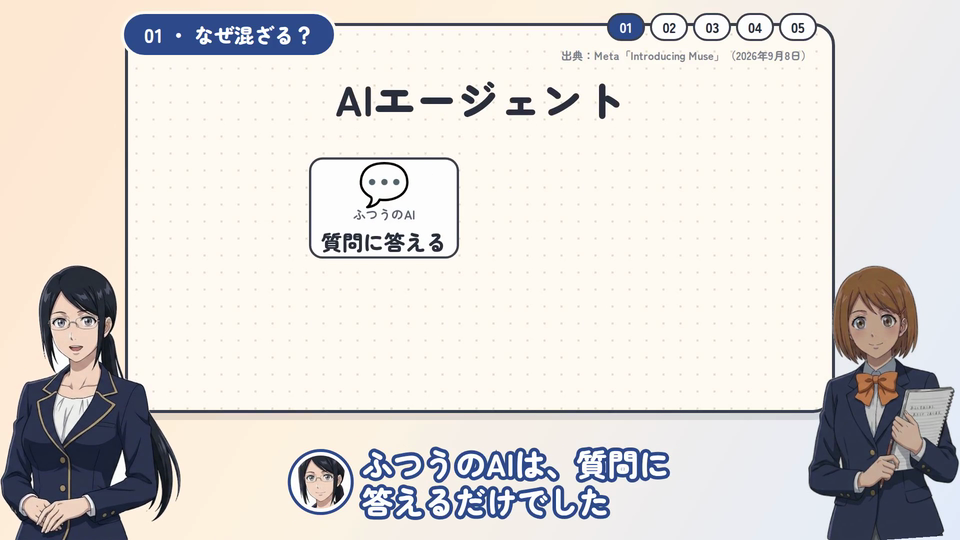 01 ・ なぜ混ざる？
01 02 03 04 05
出典：Meta「Introducing Muse」（2026年9月8日）
AIエージェント
ふつうのAI
質問に答える
ふつうのAIは、質問に
答えるだけでした